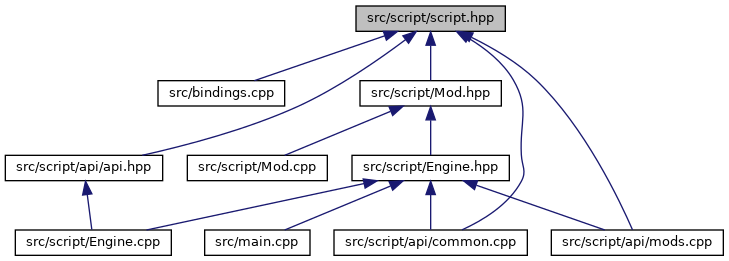 src/script/script.hpp
src/bindings.cpp
src/script/Mod.hpp
src/script/api/api.hpp
src/script/Mod.cpp
src/script/Engine.hpp
src/script/Engine.cpp
src/main.cpp
src/script/api/common.cpp
src/script/api/mods.cpp